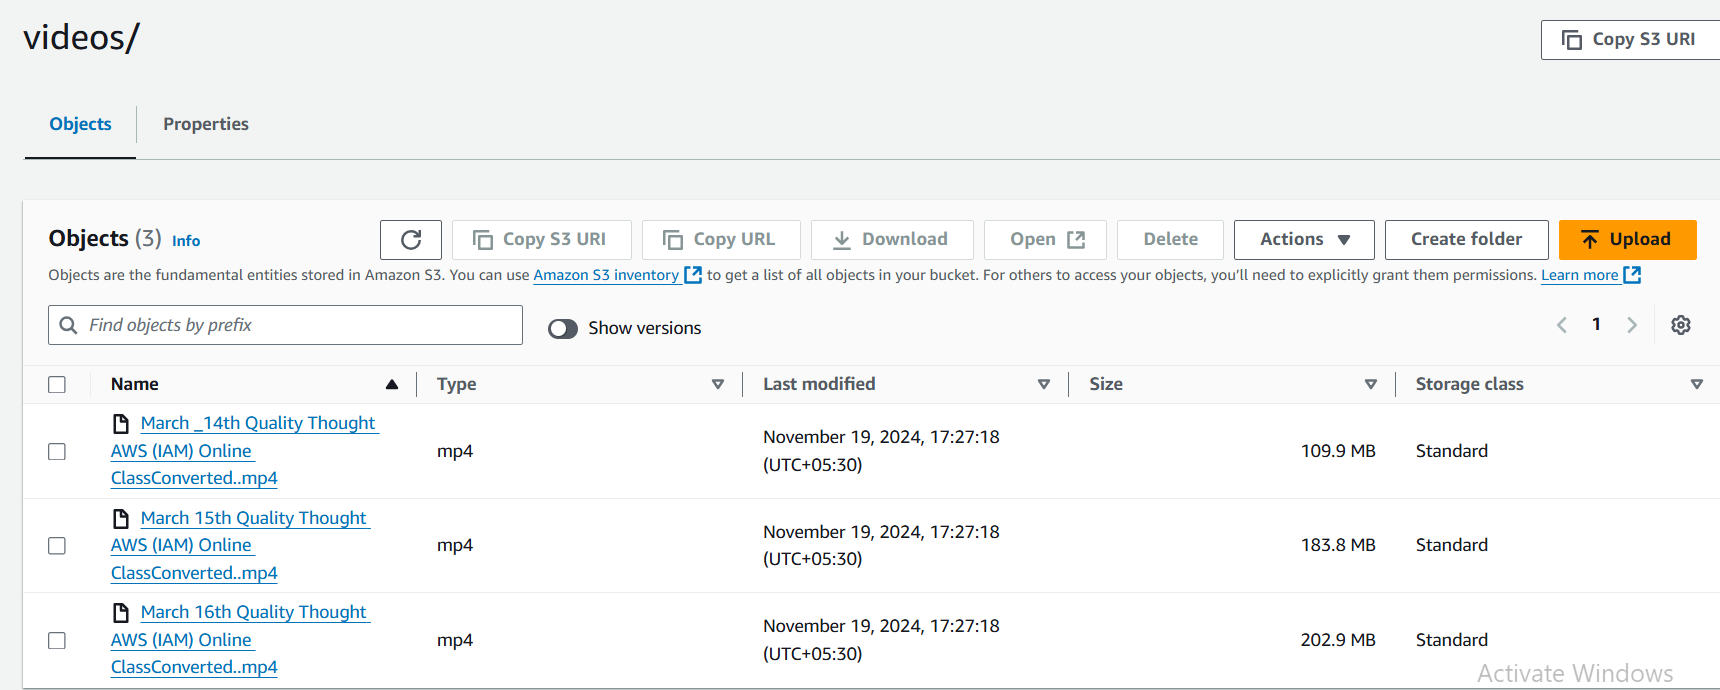 videos/
Copy S3 URI
Objects
Properties
Objects (3) Info
Copy S3 URI
Copy URL
Download
Open
Delete
Actions
Create folder
Upload
Objects are the fundamental entities stored in Amazon S3. You can use Amazon S3 inventory to get a list of all objects in your bucket. For others to access your objects, you'll need to explicitly grant them permissions. Learn more
Find objects by prefix
Show versions
1
Name
Type
Last modified
Size
Storage class
March _14th Quality Thought
AWS (IAM) Online
ClassConverted..mp4
mp4
November 19, 2024, 17:27:18
(UTC+05:30)
109.9 MB
Standard
March 15th Quality Thought
AWS (IAM) Online
ClassConverted..mp4
mp4
November 19, 2024, 17:27:18
(UTC+05:30)
183.8 MB
Standard
March 16th Quality Thought
AWS (IAM) Online
ClassConverted..mp4
mp4
November 19, 2024, 17:27:18
(UTC+05:30)
202.9 MB
Standard
Activate Windows